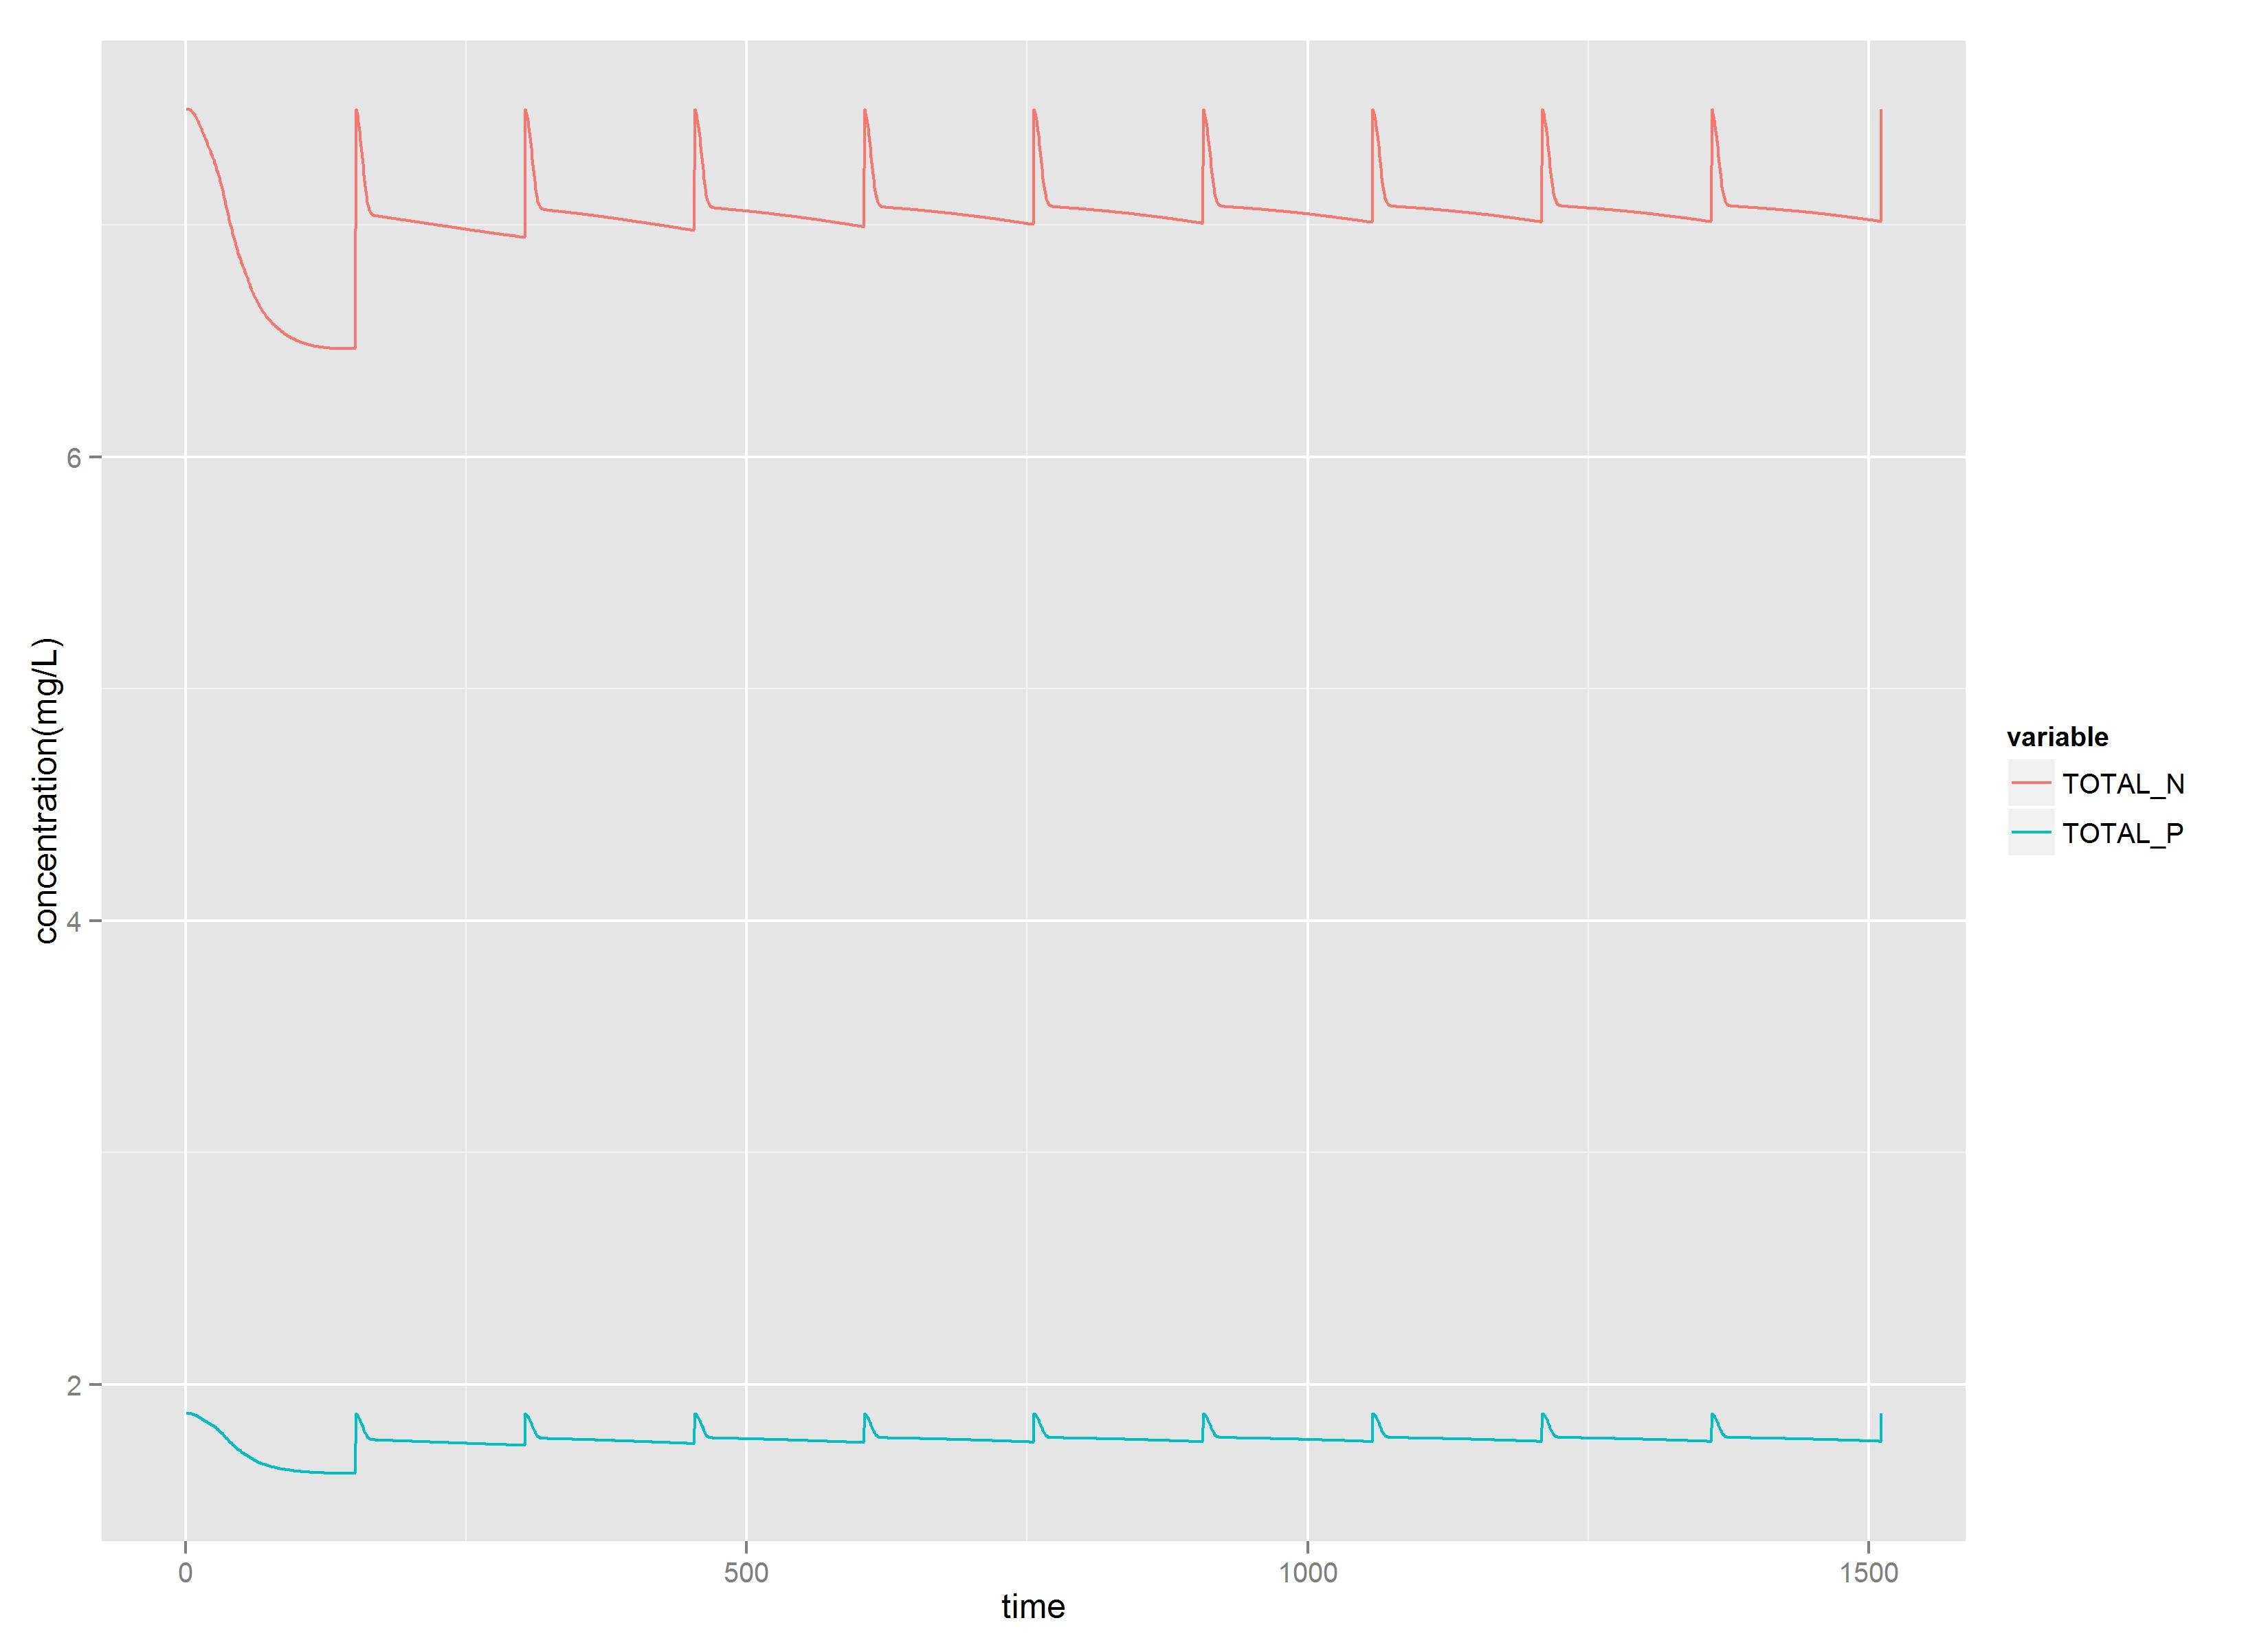 concentration(mg/L)
6
4
2
0 500 1000 1500
time
variable
TOTAL_N
TOTAL_P